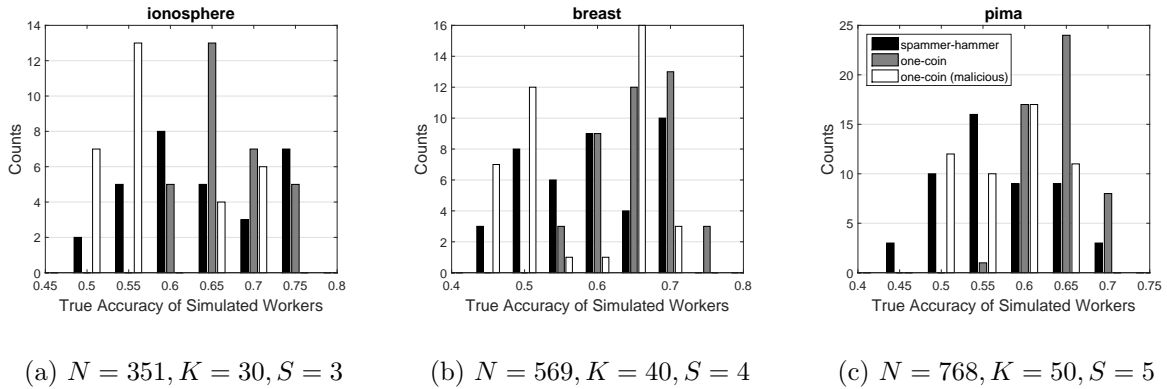 ionosphere
14
12
10
8
6
4
2
0
Counts
0.45 0.5 0.55 0.6 0.65 0.7 0.75 0.8
True Accuracy of Simulated Workers
(a) N = 351, K = 30, S = 3
breast
16
14
12
10
8
6
4
2
0
Counts
0.4 0.5 0.6 0.7 0.8
True Accuracy of Simulated Workers
(b) N = 569, K = 40, S = 4
pima
25
20
15
10
5
0
Counts
spammer-hammer
one-coin
one-coin (malicious)
0.4 0.45 0.5 0.55 0.6 0.65 0.7 0.75
True Accuracy of Simulated Workers
(c) N = 768, K = 50, S = 5